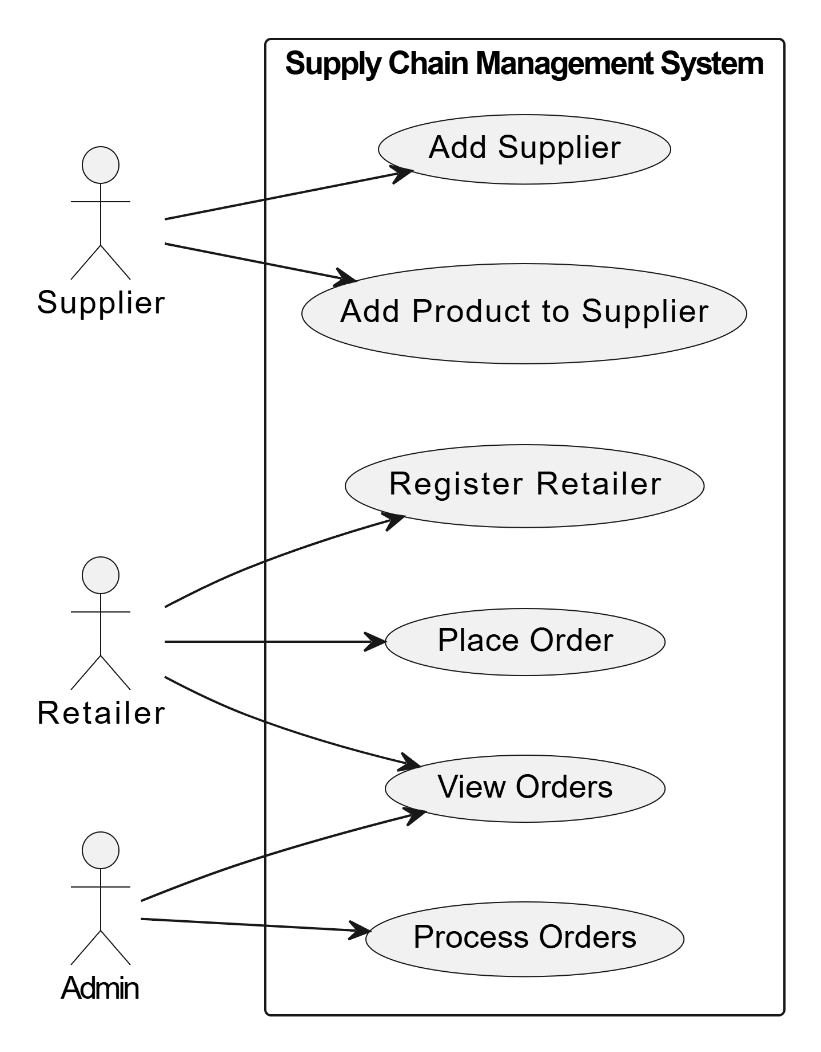 Supply Chain Management System
Add Supplier
Supplier
Add Product to Supplier
Register Retailer
Place Order
Retailer
View Orders
Process Orders
Admin